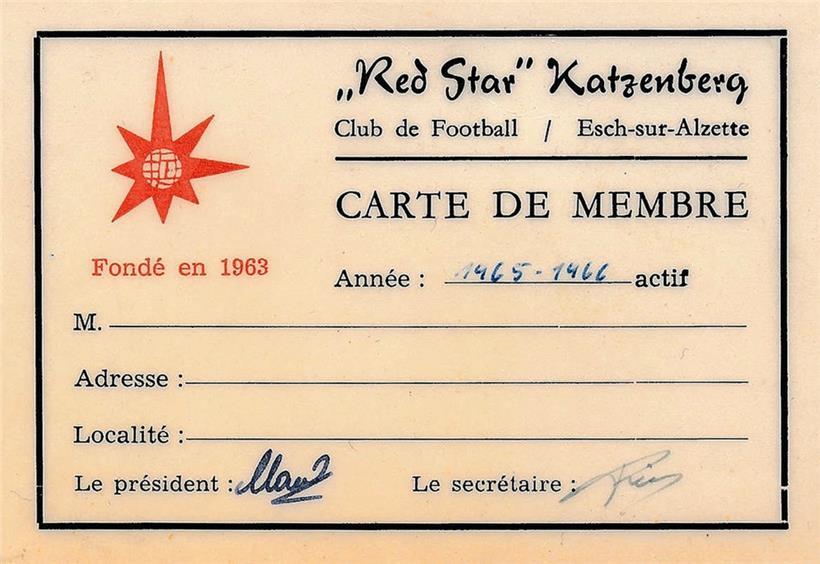 „Red Star" Katzenberg
Club de Football / Esch-sur-Alzette
CARTE DE MEMBRE
Fondé en 1963
Année : 1965-1966 actif
M.
Adresse :
Localité :
Le président : Le secrétaire :